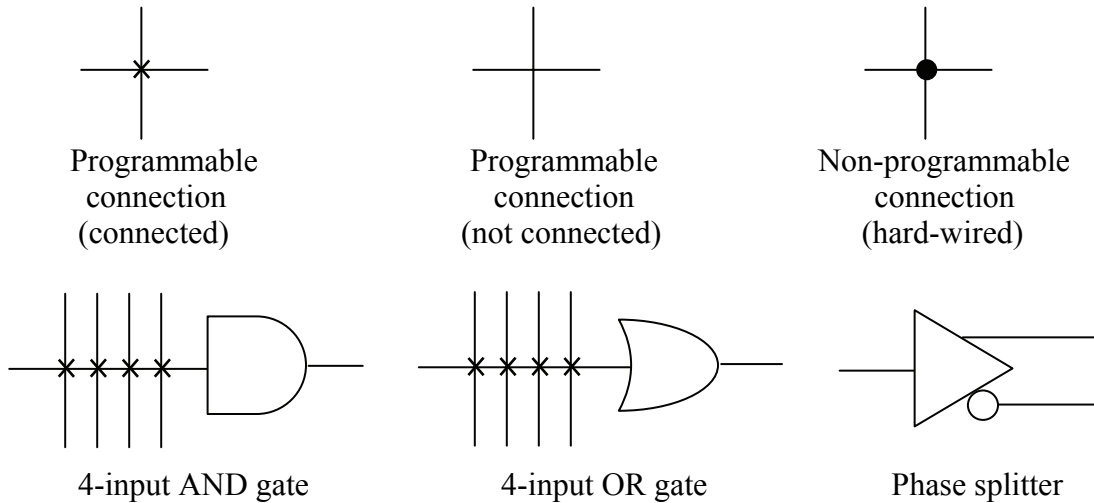 Programmable
connection
(connected)
Programmable
connection
(not connected)
Non-programmable
connection
(hard-wired)
4-input AND gate
4-input OR gate
Phase splitter